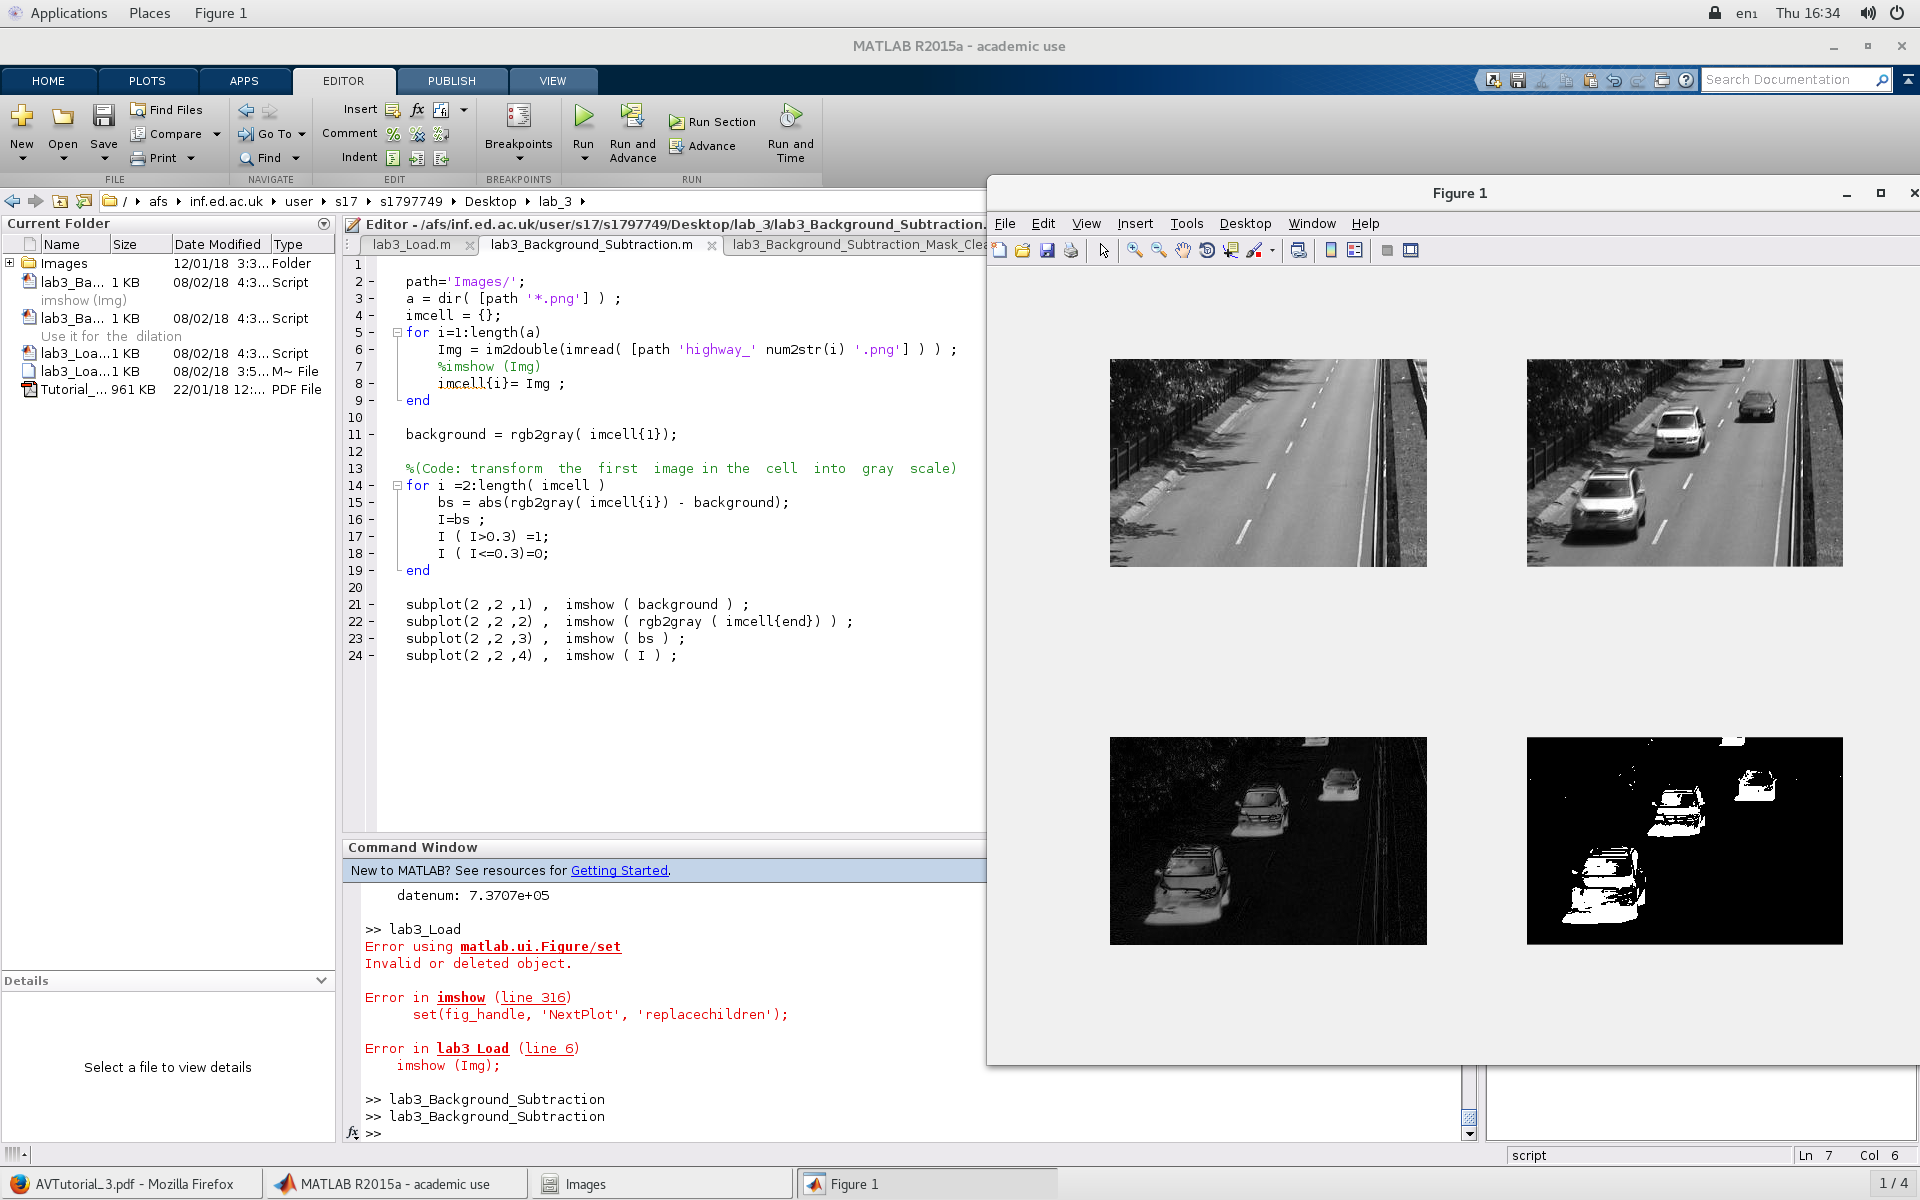 Applications Places Figure 1 en₁ Thu 16:34
MATLAB R2015a - academic use
HOME PLOTS APPS EDITOR PUBLISH VIEW Search Documentation
New Open Save Find Files Compare Print
Go To Find
Insert fx
Comment
Indent
Breakpoints
Run Run and Advance Run Section Advance Run and Time
FILE NAVIGATE EDIT BREAKPOINTS RUN
/ afs inf.ed.ac.uk user s17 s1797749 Desktop lab_3
Current Folder
Name Size Date Modified Type
Images 12/01/18 3:3... Folder
lab3_Ba... 1 KB 08/02/18 4:3... Script
imshow (Img)
lab3_Ba... 1 KB 08/02/18 4:3... Script
Use it for the dilation
lab3_Loa... 1 KB 08/02/18 4:3... Script
lab3_Loa... 1 KB 08/02/18 3:5... M~ File
Tutorial_... 961 KB 22/01/18 12:... PDF File
Details
Select a file to view details
Editor - /afs/inf.ed.ac.uk/user/s17/s1797749/Desktop/lab_3/lab3_Background_Subtraction.
lab3_Load.m lab3_Background_Subtraction.m lab3_Background_Subtraction_Mask_Clea
1
2 path='Images/';
3 a = dir( [path '*.png'] ) ;
4 imcell = {};
5 for i=1:length(a)
6 Img = im2double(imread( [path 'highway_' num2str(i) '.png'] ) ) ;
7 %imshow (Img)
8 imcell{i}= Img ;
9 end
10
11 background = rgb2gray( imcell{1});
12
13 %(Code: transform the first image in the cell into gray scale)
14 for i =2:length( imcell )
15 bs = abs(rgb2gray( imcell{i}) - background);
16 I=bs ;
17 I ( I>0.3) =1;
18 I ( I<=0.3)=0;
19 end
20
21 subplot(2 ,2 ,1) , imshow ( background ) ;
22 subplot(2 ,2 ,2) , imshow ( rgb2gray ( imcell{end}) ) ;
23 subplot(2 ,2 ,3) , imshow ( bs ) ;
24 subplot(2 ,2 ,4) , imshow ( I ) ;
Command Window
New to MATLAB? See resources for Getting Started.
datenum: 7.3707e+05
>> lab3_Load
Error using matlab.ui.Figure/set
Invalid or deleted object.
Error in imshow (line 316)
set(fig_handle, 'NextPlot', 'replacechildren');
Error in lab3_Load (line 6)
imshow (Img);
>> lab3_Background_Subtraction
>> lab3_Background_Subtraction
fx >>
Figure 1
File Edit View Insert Tools Desktop Window Help
script Ln 7 Col 6
AVTutorial_3.pdf - Mozilla Firefox MATLAB R2015a - academic use Images Figure 1 1 / 4